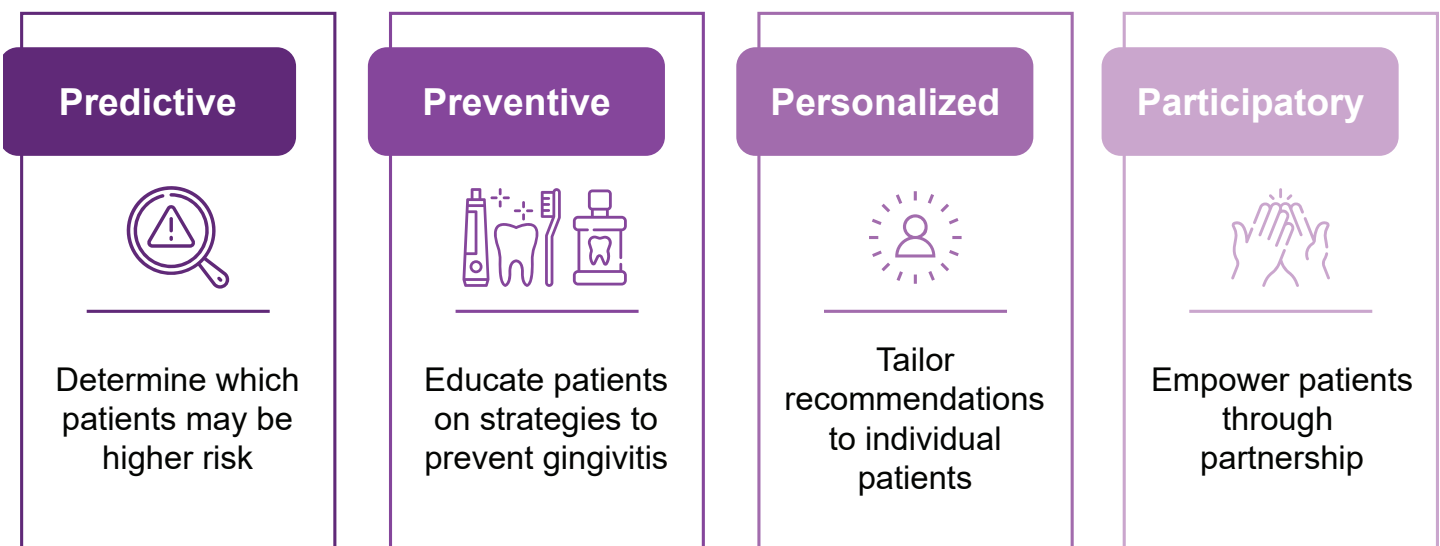 Predictive
Determine which
patients may be
higher risk
Preventive
Educate patients
on strategies to
prevent gingivitis
Personalized
Tailor
recommendations
to individual
patients
Participatory
Empower patients
through
partnership